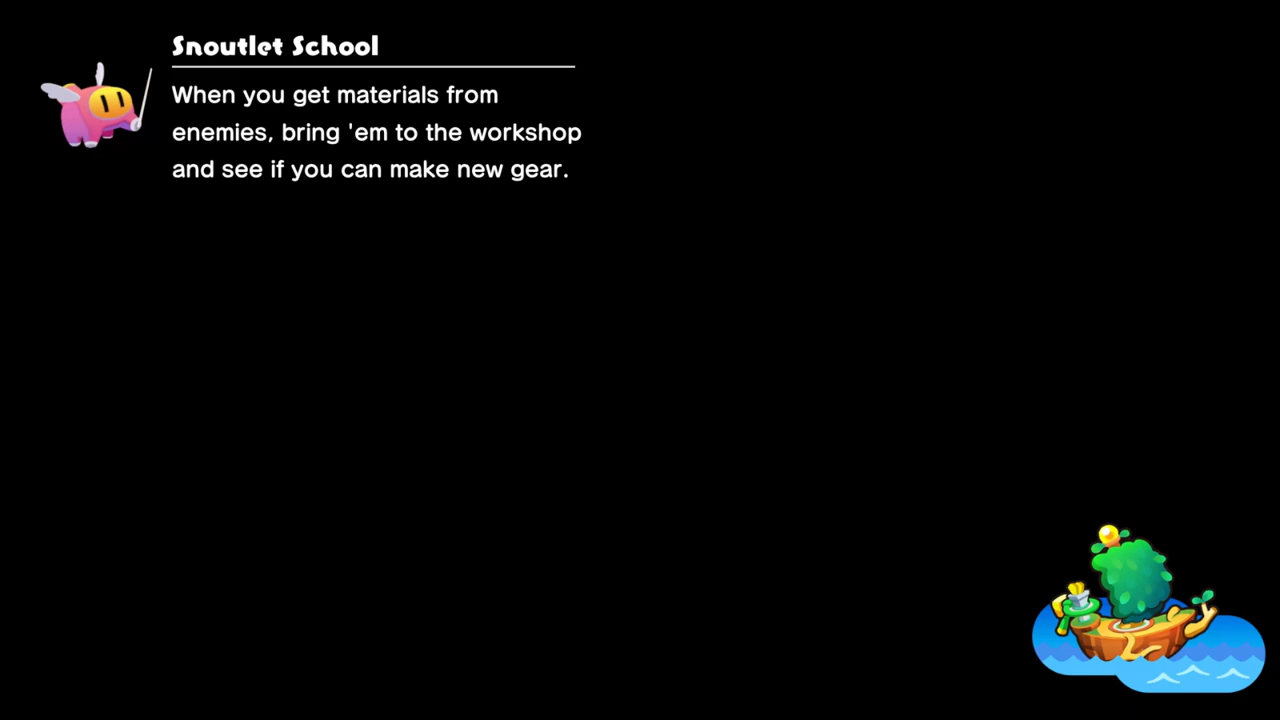 Snoutlet School
When you get materials from
enemies, bring 'em to the workshop
and see if you can make new gear.